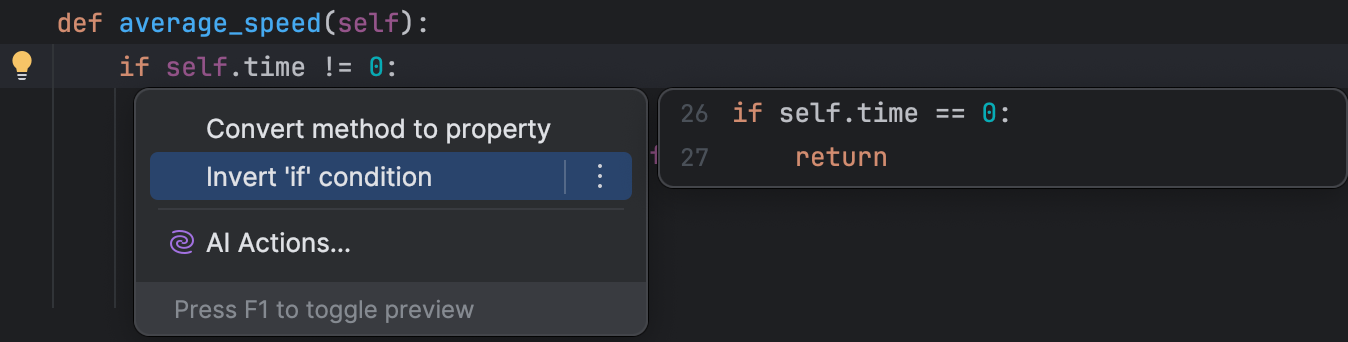 def average_speed(self):
if self.time != 0:
Convert method to property
Invert 'if' condition
AI Actions...
Press F1 to toggle preview
26 if self.time == 0:
27 return